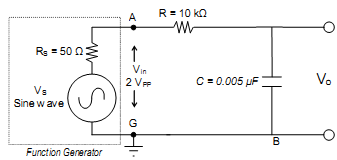 A
R = 10 kΩ
Rs = 50 Ω
Vin
2 VPP
Vs
Sine wave
C = 0.005 μF
Vo
G
B
Function Generator